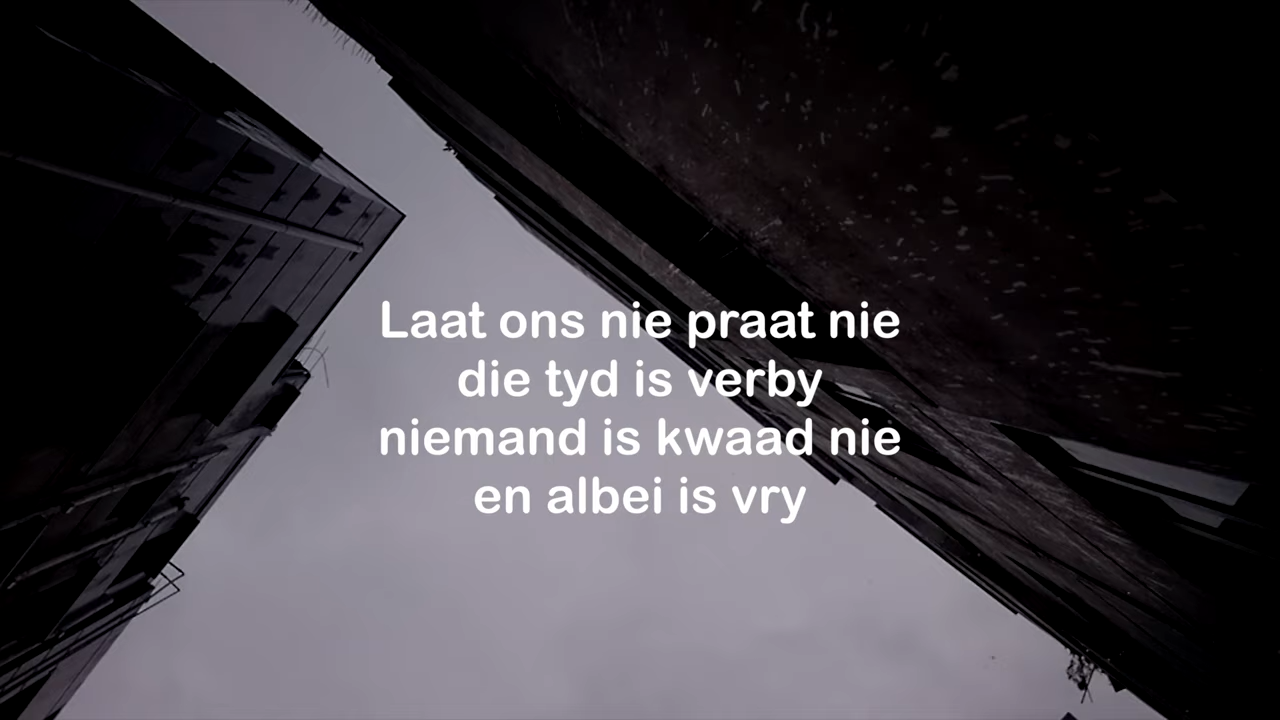 Laat ons nie praat nie
die tyd is verby
niemand is kwaad nie
en albei is vry